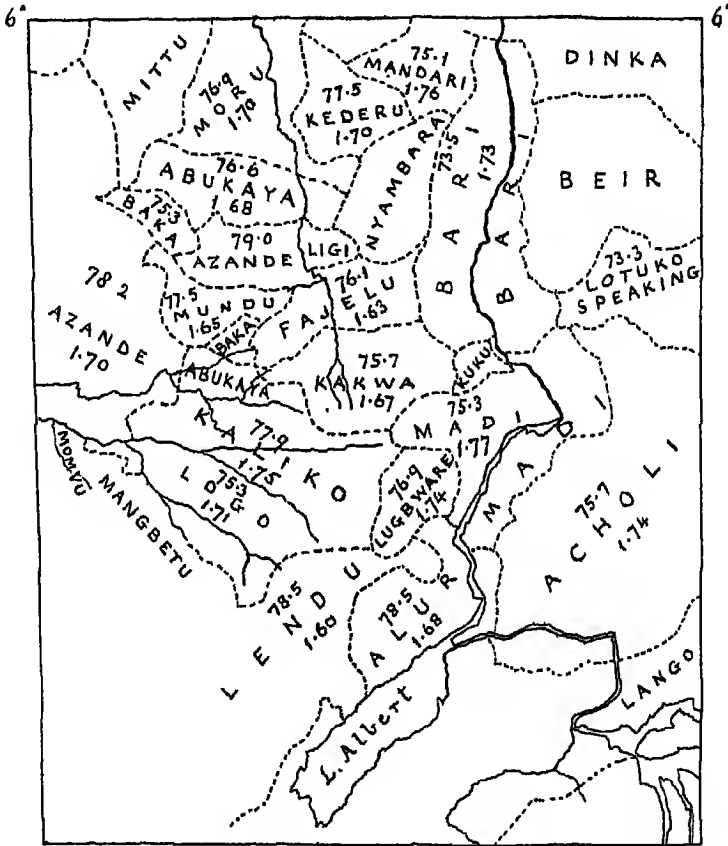 6°
6°
MITTU
76.9
MORU
1.70
77.5
KEDERU
1.70
75.1
MANDARI
1.76
DINKA
NYAMBARA
73.5
BARI
1.73
BARI
BEIR
76.6
ABUKAYA
1.68
75.3
BAKA
79.0
AZANDE
LIGI
73.3
LOTUKO
SPEAKING
78.2
AZANDE
1.70
77.5
MUNDU
1.65
BAKA
76.1
FAJELU
1.63
ABUKAYA
75.7
KAKWA
1.67
KUKU
75.3
MADI
1.77
MADI
KALIKO
77.9
1.75
LOGO
75.3
1.71
MOMVU
MANGBETU
76.9
LUGBWARE
1.74
75.7
ACHOLI
1.74
LENDU
78.5
1.60
ALUR
78.5
1.68
LANGO
L. Albert